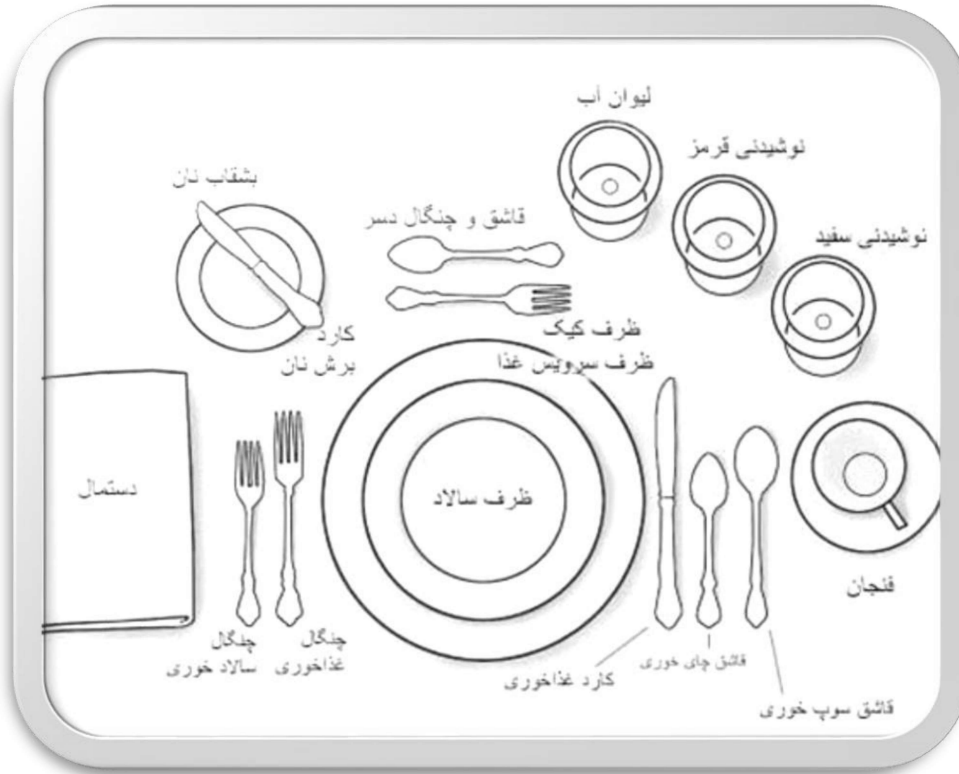 لیوان آب
نوشیدنی قرمز
بشقاب نان
قاشق و چنگال دسر
نوشیدنی سفید
کارد
برش نان
ظرف کیک
ظرف سرویس غذا
دستمال
ظرف سالاد
فنجان
چنگال
سالاد خوری
چنگال
غذاخوری
کارد غذاخوری
قاشق چای خوری
قاشق سوپ خوری